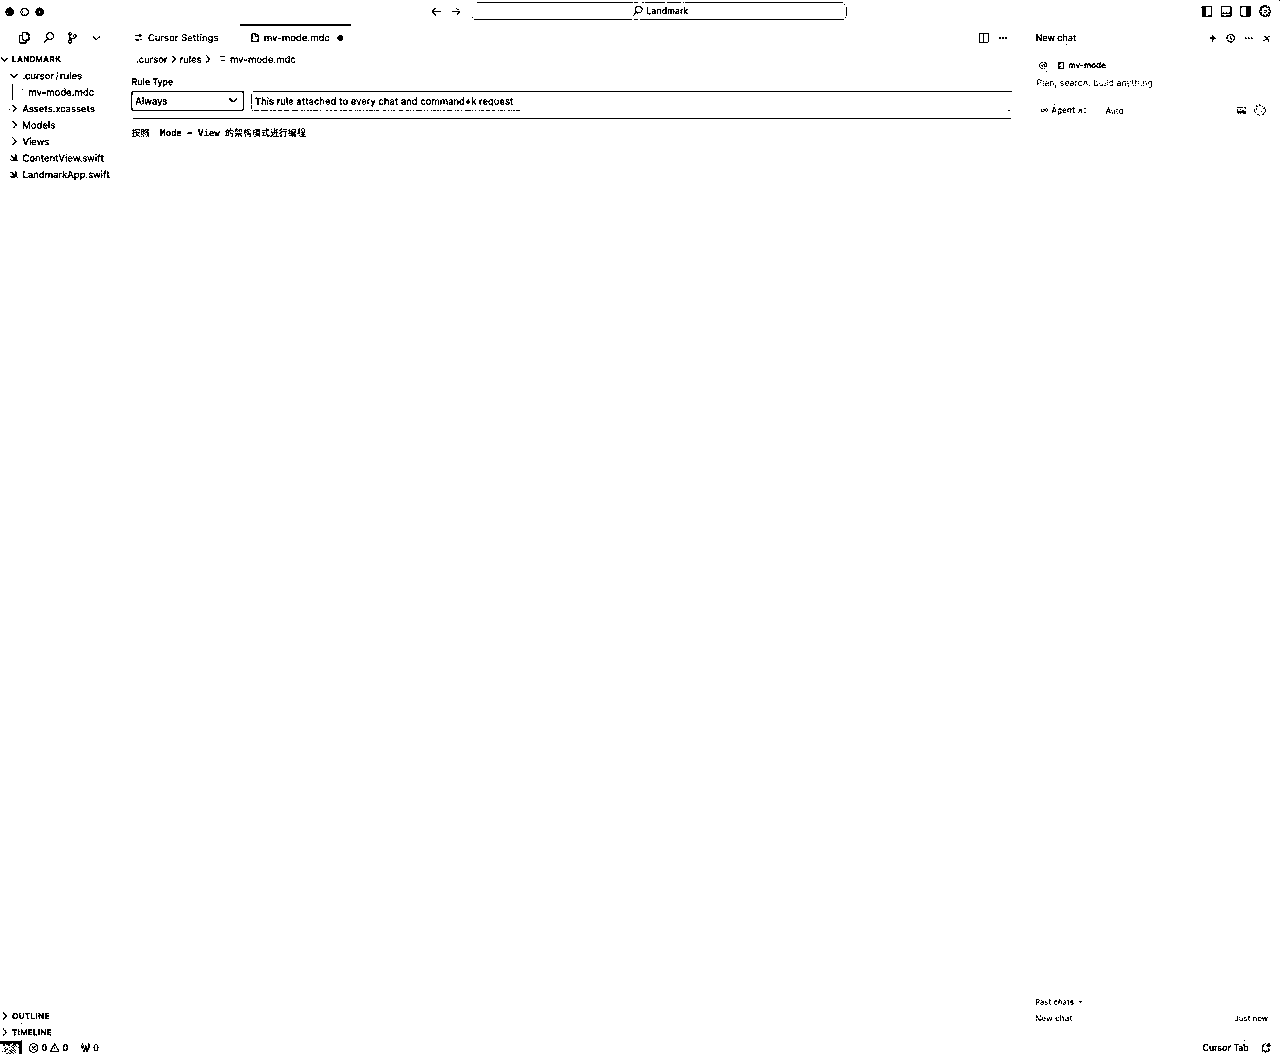 Landmark
Cursor Settings
mv-mode.mdc
New chat
LANDMARK
.cursor/rules
mv-mode.mdc
Assets.xcassets
Models
Views
ContentView.swift
LandmarkApp.swift
.cursor > rules > mv-mode.mdc
Rule Type
Always
This rule attached to every chat and command+k request
按照 Mode - View 的架构模式进行编程
mv-mode
Plan, search, build anything
Agent
Auto
Past chats
New chat
Just now
OUTLINE
TIMELINE
0 0 0
Cursor Tab